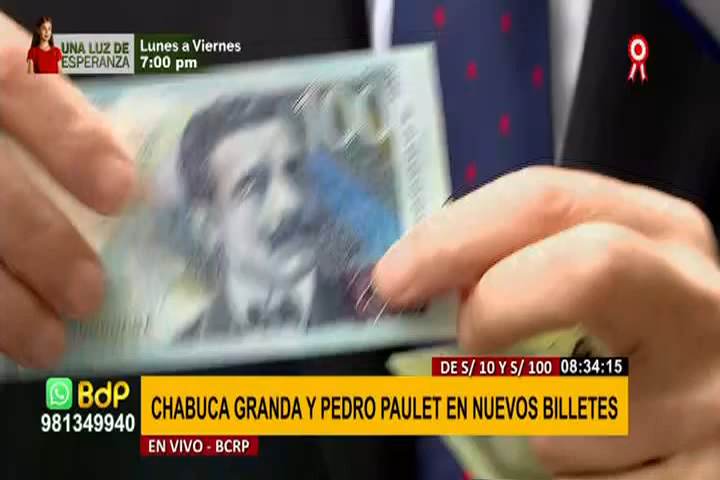 UNA LUZ DE
ESPERANZA
Lunes a Viernes
7:00 pm
100
DE S/ 10 Y S/ 100
08:34:15
BDP
981349940
CHABUCA GRANDA Y PEDRO PAULET EN NUEVOS BILLETES
EN VIVO - BCRP